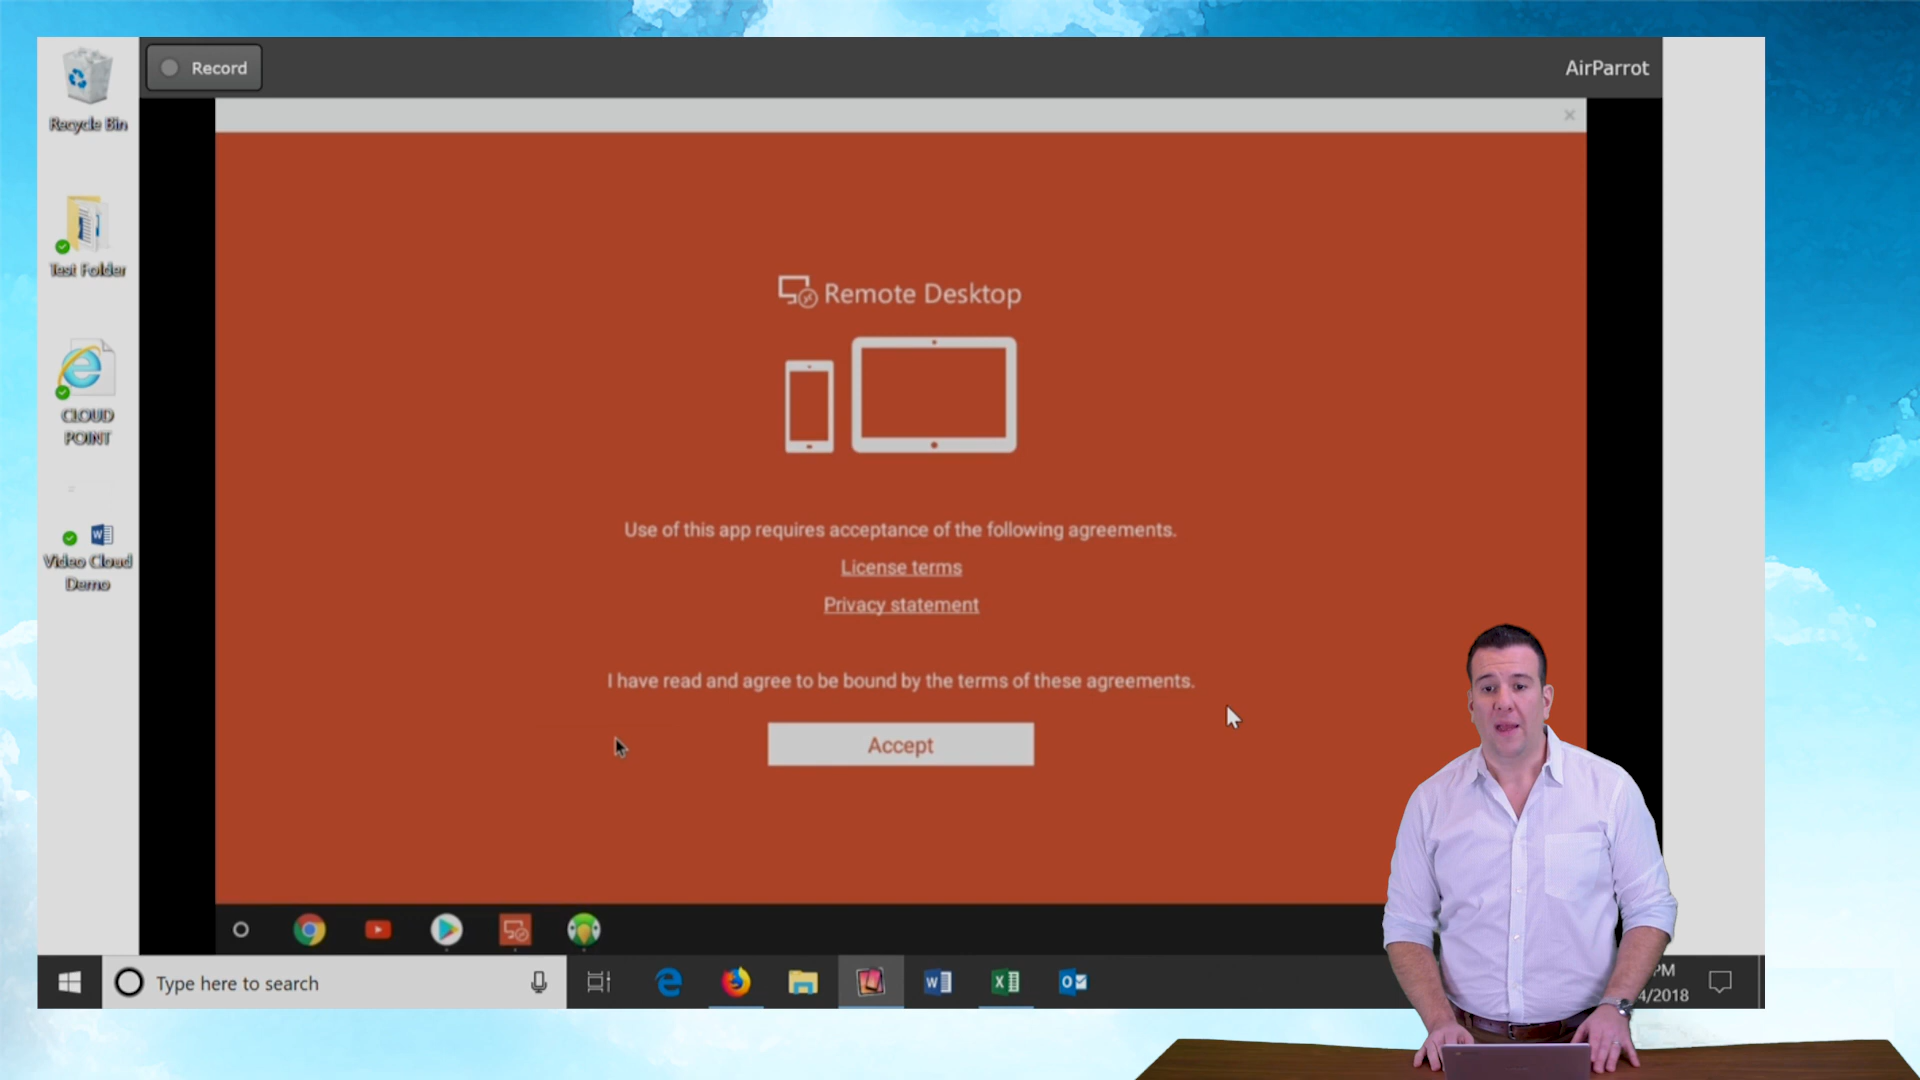 Recycle Bin
Test Folder
CLOUD
POINT
Video Cloud
Demo
Record
AirParrot
Remote Desktop
Use of this app requires acceptance of the following agreements.
License terms
Privacy statement
I have read and agree to be bound by the terms of these agreements.
Accept
Type here to search
PM
4/2018